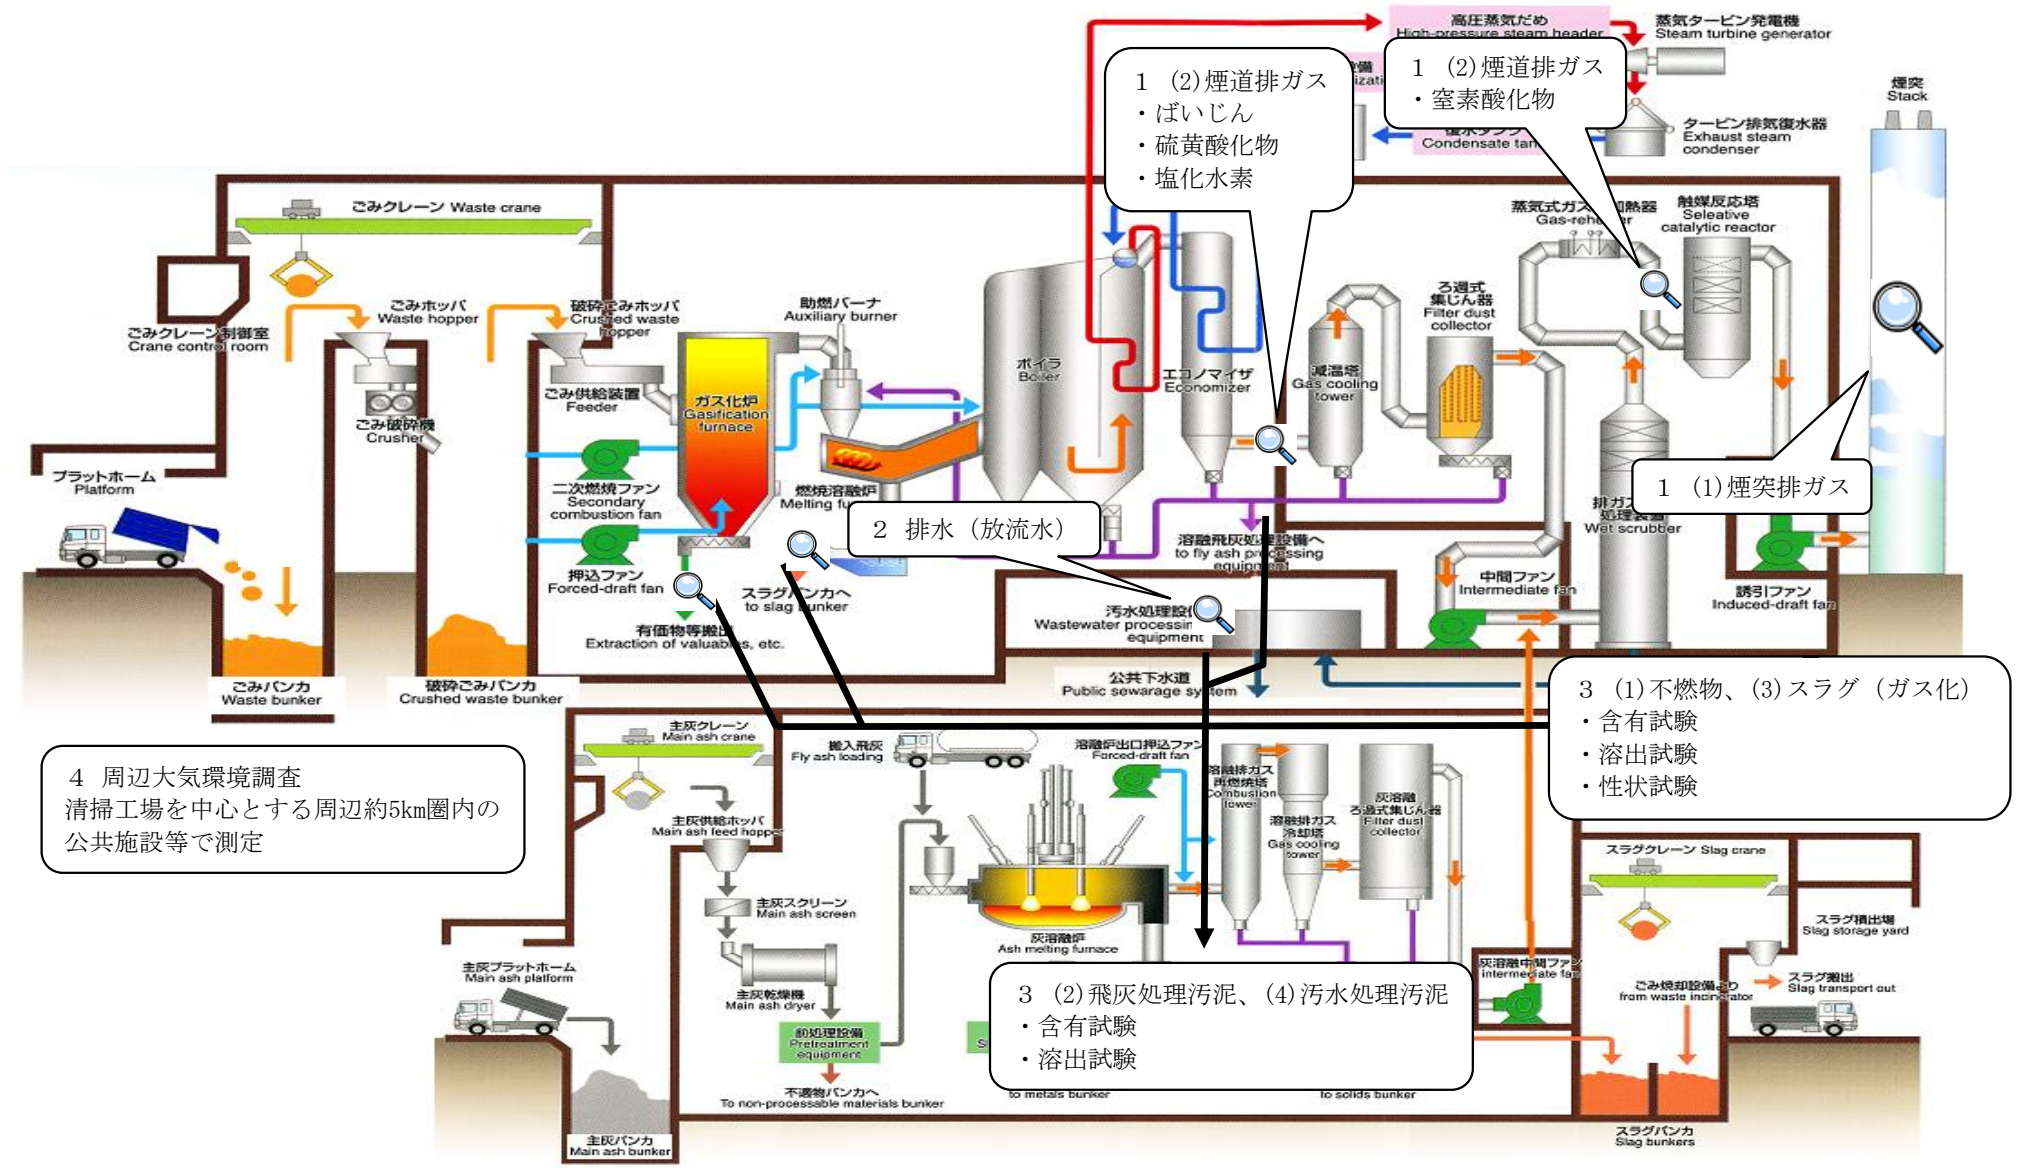 高圧蒸気だめ
High-pressure steam header
蒸気タービン発電機
Steam turbine generator
1 (2)煙道排ガス
・ばいじん
・硫黄酸化物
・塩化水素
1 (2)煙道排ガス
・窒素酸化物
煙突
Stack
タービン排気復水器
Exhaust steam
condenser
復水タンク
Condensate tan
ごみクレーン Waste crane
蒸気式ガス
加熱器
Gas-rehe
er
触媒反応塔
Seleative
catalytic reactor
ごみホッパ
Waste hopper
破砕ごみホッパ
Crushed waste
hopper
助燃バーナ
Auxiliary burner
ろ過式
集じん器
Filter dust
collector
ごみクレーン制御室
Crane control room
ボイラ
Boiler
エコノマイザ
Economizer
減温塔
Gas cooling
tower
ごみ供給装置
Feeder
ガス化炉
Gasification
furnace
ごみ破砕機
Crusher
プラットホーム
Platform
二次燃焼ファン
Secondary
combustion fan
燃焼溶融炉
Melting fu
1 (1)煙突排ガス
排ガ
処理装置
Wet scrubber
2 排水（放流水）
溶融飛灰処理設備へ
to fly ash processing
equipment
押込ファン
Forced-draft fan
スラグバンカへ
to slag bunker
中間ファン
Intermediate fan
誘引ファン
Induced-draft fan
有価物等搬出
Extraction of valuables, etc.
汚水処理設備
Wastewater processin
equipment
ごみバンカ
Waste bunker
破砕ごみバンカ
Crushed waste bunker
公共下水道
Public sewarage system
3 (1)不燃物、(3)スラグ（ガス化）
・含有試験
・溶出試験
・性状試験
4 周辺大気環境調査
清掃工場を中心とする周辺約5km圏内の
公共施設等で測定
主灰クレーン
Main ash crane
搬入飛灰
Fly ash loading
溶融炉出口押込ファン
Forced-draft fan
溶融排ガス
再燃焼塔
Combustion
tower
灰溶融
ろ過式集じん器
Filter dust
collector
主灰供給ホッパ
Main ash feed hopper
溶融排ガス
冷却塔
Gas cooling
tower
スラグクレーン Slag crane
主灰スクリーン
Main ash screen
灰溶融炉
Ash melting furnace
スラグ積出場
Slag storage yard
主灰プラットホーム
Main ash platform
主灰乾燥機
Main ash dryer
灰溶融中間ファン
intermediate fan
ごみ焼却設備より
from waste incinerator
スラグ搬出
Slag transport out
3 (2)飛灰処理汚泥、(4)汚水処理汚泥
・含有試験
・溶出試験
前処理設備
Pretreatment
equipment
不適物バンカへ
To non-processable materials bunker
to metals bunker
to solids bunker
主灰バンカ
Main ash bunker
スラグバンカ
Slag bunkers